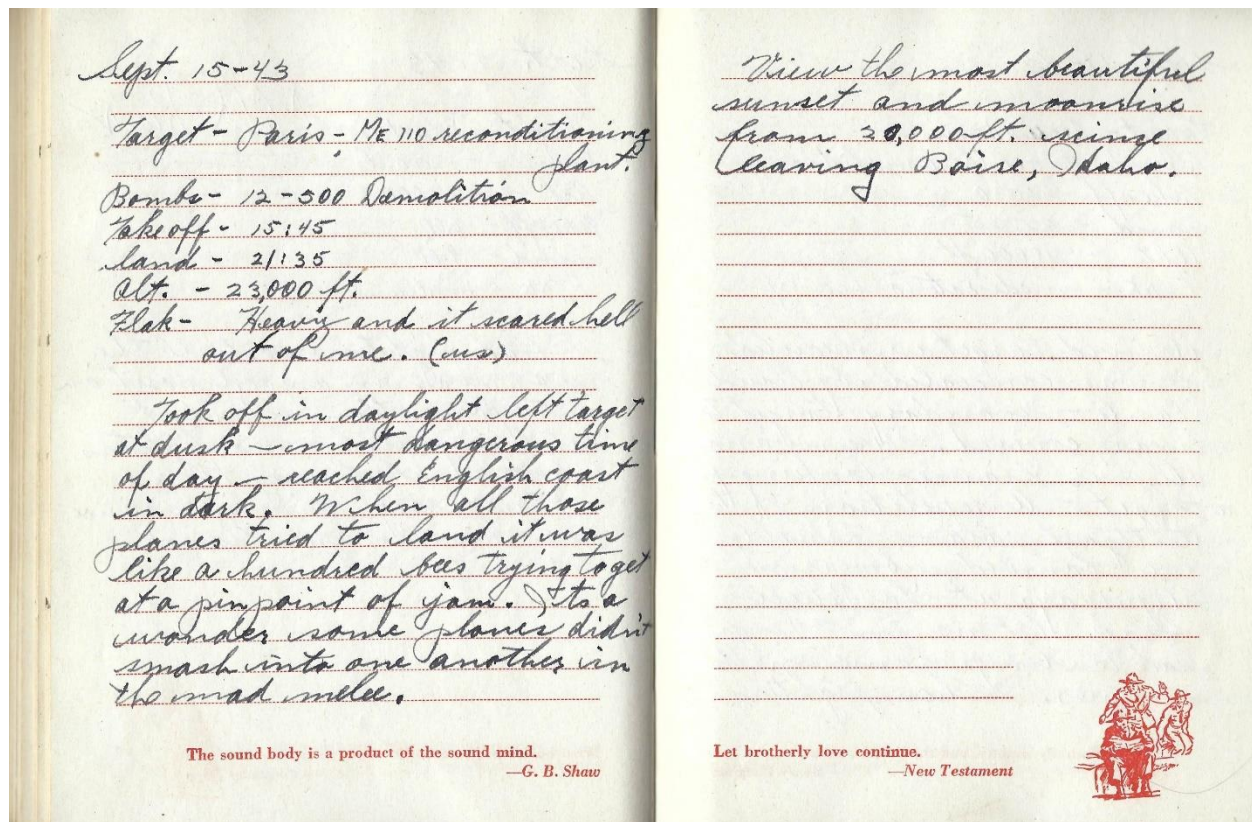 Sept. 15-43
Target - Paris - ME 110 reconditioning
plant.
Bombs - 12-500 Demolition
Takeoff - 15:45
land - 21:35
Alt. - 23,000 ft.
Flak - Heavy and it scared hell
out of me. (us)
Took off in daylight left target
at dusk - most dangerous time
of day - reached English coast
in dark. When all those
planes tried to land it was
like a hundred bees trying to get
at a pin point of jam. Its a
wonder some planes didn't
smash into one another in
the mad melee.
The sound body is a product of the sound mind.
—G. B. Shaw
View the most beautiful
sunset and moonrise
from 20,000 ft. seinse
leaving Boise, Idaho.
Let brotherly love continue.
—New Testament